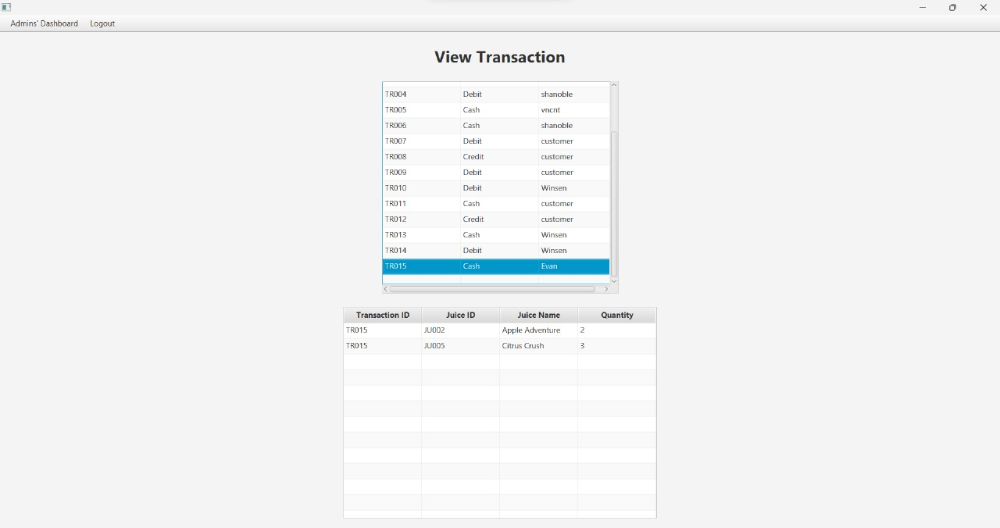 Admins' Dashboard Logout
View Transaction
TR004 Debit shanoble
TR005 Cash vncnt
TR006 Cash shanoble
TR007 Debit customer
TR008 Credit customer
TR009 Debit customer
TR010 Debit Winsen
TR011 Cash customer
TR012 Credit customer
TR013 Cash Winsen
TR014 Debit Winsen
TR015 Cash Evan
Transaction ID Juice ID Juice Name Quantity
TR015 JU002 Apple Adventure 2
TR015 JU005 Citrus Crush 3